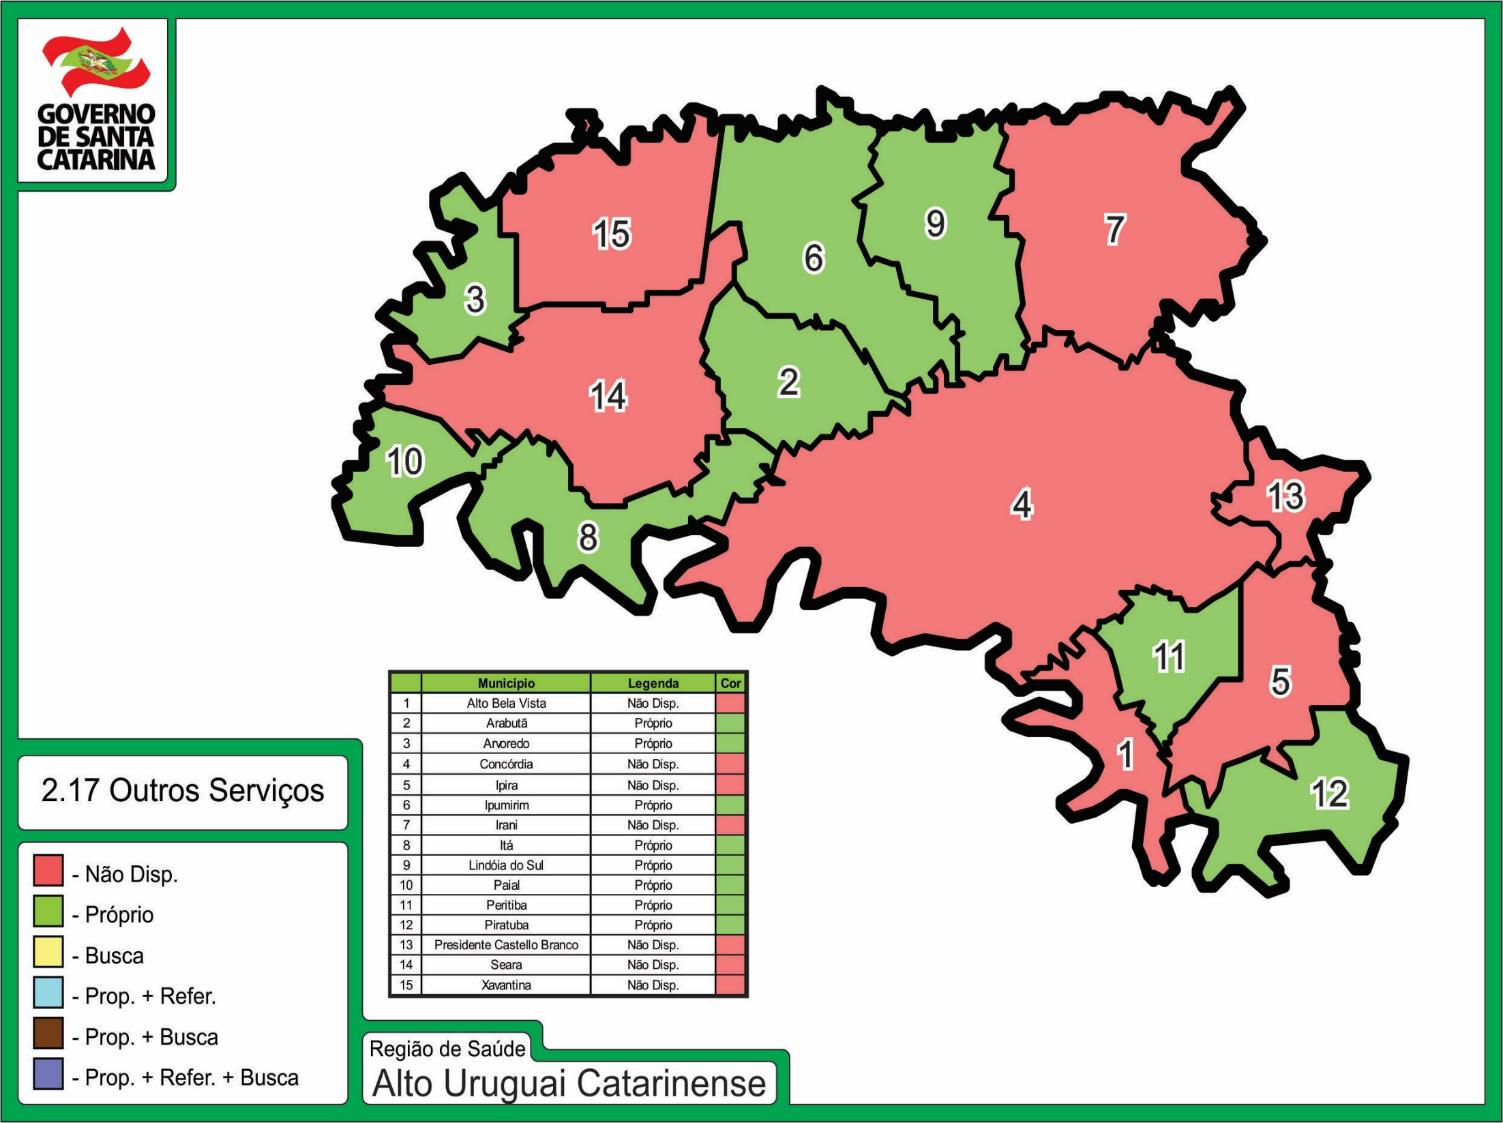 GOVERNO
DE SANTA
CATARINA
15
6
9
7
3
14
2
10
8
4
13
11
5
1
12
Município Legenda Cor
1 Alto Bela Vista Não Disp.
2 Arabutã Próprio
3 Arvoredo Próprio
4 Concórdia Não Disp.
5 Ipira Não Disp.
6 Ipumirim Próprio
7 Irani Não Disp.
8 Itá Próprio
9 Lindóia do Sul Próprio
10 Paial Próprio
11 Peritiba Próprio
12 Piratuba Próprio
13 Presidente Castello Branco Não Disp.
14 Seara Não Disp.
15 Xavantina Não Disp.
2.17 Outros Serviços
- Não Disp.
- Próprio
- Busca
- Prop. + Refer.
- Prop. + Busca
- Prop. + Refer. + Busca
Região de Saúde
Alto Uruguai Catarinense